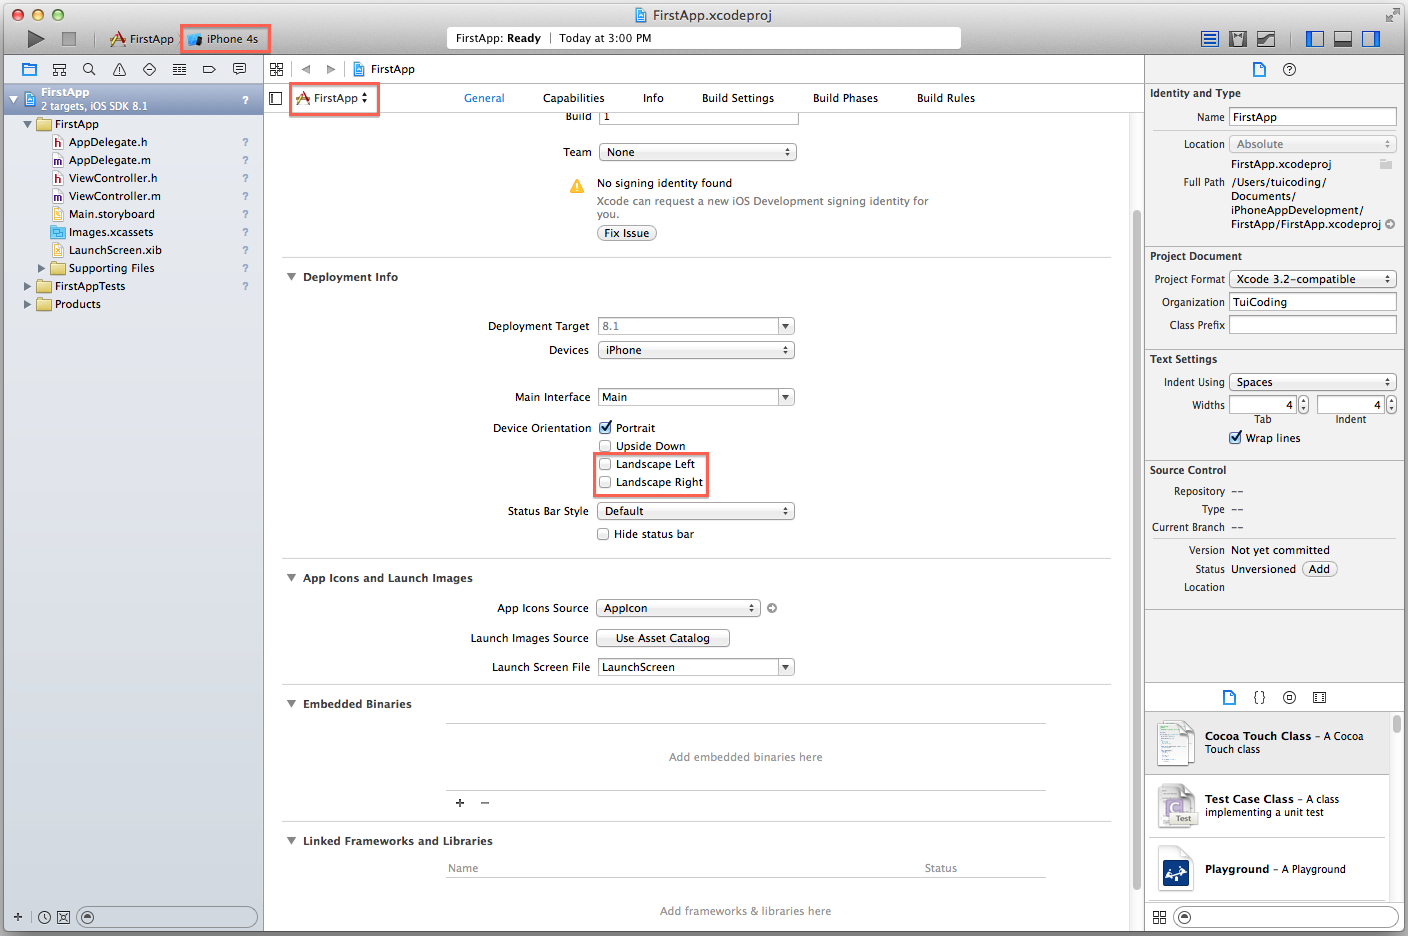 FirstApp.xcodeproj
FirstApp
iPhone 4s
FirstApp: Ready
Today at 3:00 PM
FirstApp
FirstApp
2 targets, iOS SDK 8.1
?
FirstApp
AppDelegate.h
?
AppDelegate.m
?
ViewController.h
?
ViewController.m
?
Main.storyboard
?
Images.xcassets
?
LaunchScreen.xib
?
Supporting Files
?
FirstAppTests
?
Products
FirstApp
General
Capabilities
Info
Build Settings
Build Phases
Build Rules
Build
1
Team
None
No signing identity found
Xcode can request a new iOS Development signing identity for
you.
Fix Issue
Deployment Info
Deployment Target
8.1
Devices
iPhone
Main Interface
Main
Device Orientation
Portrait
Upside Down
Landscape Left
Landscape Right
Status Bar Style
Default
Hide status bar
App Icons and Launch Images
App Icons Source
AppIcon
Launch Images Source
Use Asset Catalog
Launch Screen File
LaunchScreen
Embedded Binaries
Add embedded binaries here
+ −
Linked Frameworks and Libraries
Name
Status
Add frameworks & libraries here
Identity and Type
Name
FirstApp
Location
Absolute
FirstApp.xcodeproj
Full Path
/Users/tuicoding/
Documents/
iPhoneAppDevelopment/
FirstApp/FirstApp.xcodeproj
Project Document
Project Format
Xcode 3.2-compatible
Organization
TuiCoding
Class Prefix
Text Settings
Indent Using
Spaces
Widths
4
4
Tab
Indent
Wrap lines
Source Control
Repository
--
Type
--
Current Branch
--
Version
Not yet committed
Status
Unversioned
Add
Location
{}
Cocoa Touch Class – A Cocoa
Touch class
C
Test
Test Case Class – A class
implementing a unit test
Playground – A Playground